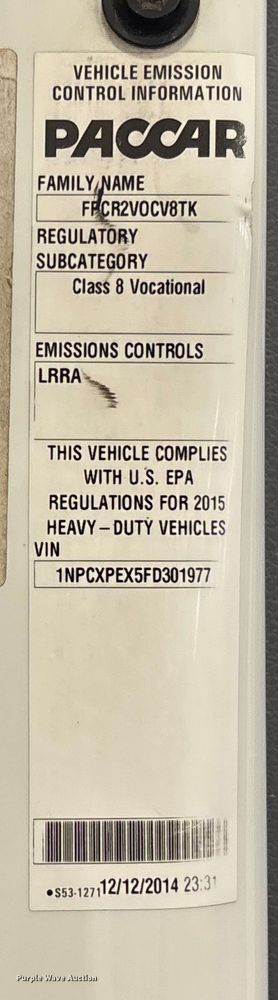 VEHICLE EMISSION
CONTROL INFORMATION
PACCAR
FAMILY NAME
FPCR2VOCV8TK
REGULATORY
SUBCATEGORY
Class 8 Vocational
EMISSIONS CONTROLS
LRRA
THIS VEHICLE COMPLIES
WITH U.S. EPA
REGULATIONS FOR 2015
HEAVY-DUTY VEHICLES
VIN
1NPCXPEX5FD301977
•S53-1271 12/12/2014 23:31
Purple Wave Auction